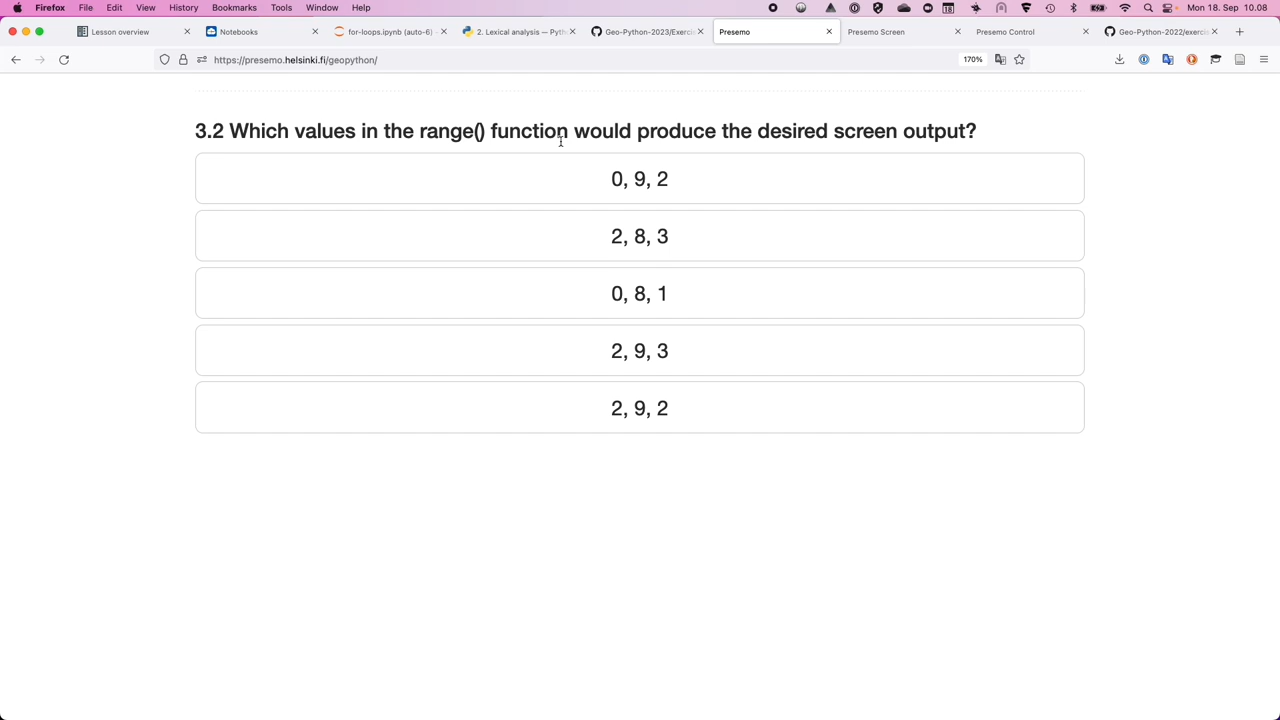 Firefox File Edit View History Bookmarks Tools Window Help 18 Mon 18. Sep 10.08
Lesson overview Notebooks for-loops.ipynb (auto-6) - 2. Lexical analysis — Pyth Geo-Python-2023/Exerci Presemo Presemo Screen Presemo Control Geo-Python-2022/exercis
https://presemo.helsinki.fi/geopython/ 170%
3.2 Which values in the range() function would produce the desired screen output?
0, 9, 2
2, 8, 3
0, 8, 1
2, 9, 3
2, 9, 2